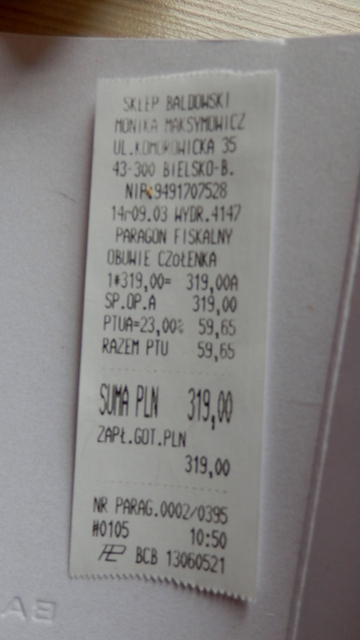 SKLEP BALDOWSKI
MONIKA MAKSYMOWICZ
UL.KOMOROWICKA 35
43-300 BIELSKO-B.
NIP:9491707528
14r09.03 WYDR.4147
PARAGON FISKALNY
OBUWIE CZÓŁENKA
1*319,00= 319,00A
SP.OP.A 319,00
PTUA=23,00% 59,65
RAZEM PTU 59,65
SUMA PLN 319,00
ZAPŁ.GOT.PLN
319,00
NR PARAG.0002/0395
#0105 10:50
BCB 13060521